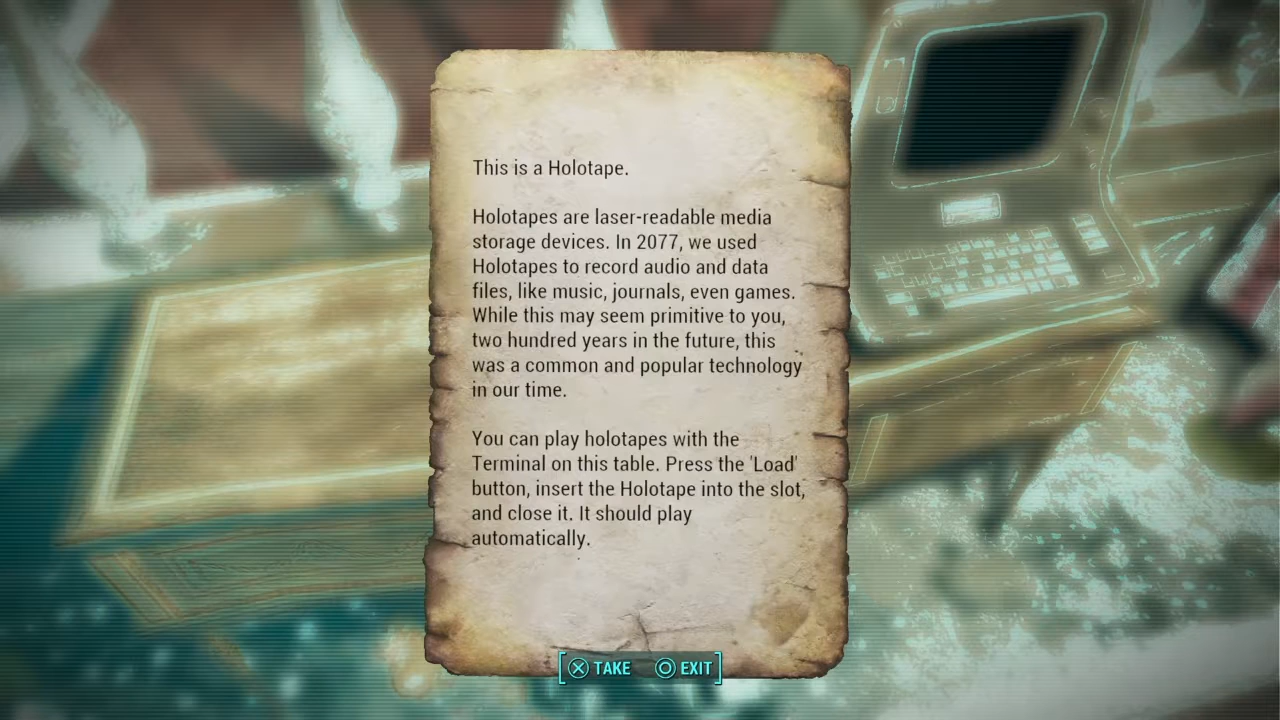 This is a Holotape.
Holotapes are laser-readable media
storage devices. In 2077, we used
Holotapes to record audio and data
files, like music, journals, even games.
While this may seem primitive to you,
two hundred years in the future, this
was a common and popular technology
in our time.
You can play holotapes with the
Terminal on this table. Press the 'Load'
button, insert the Holotape into the slot,
and close it. It should play
automatically.
TAKE EXIT